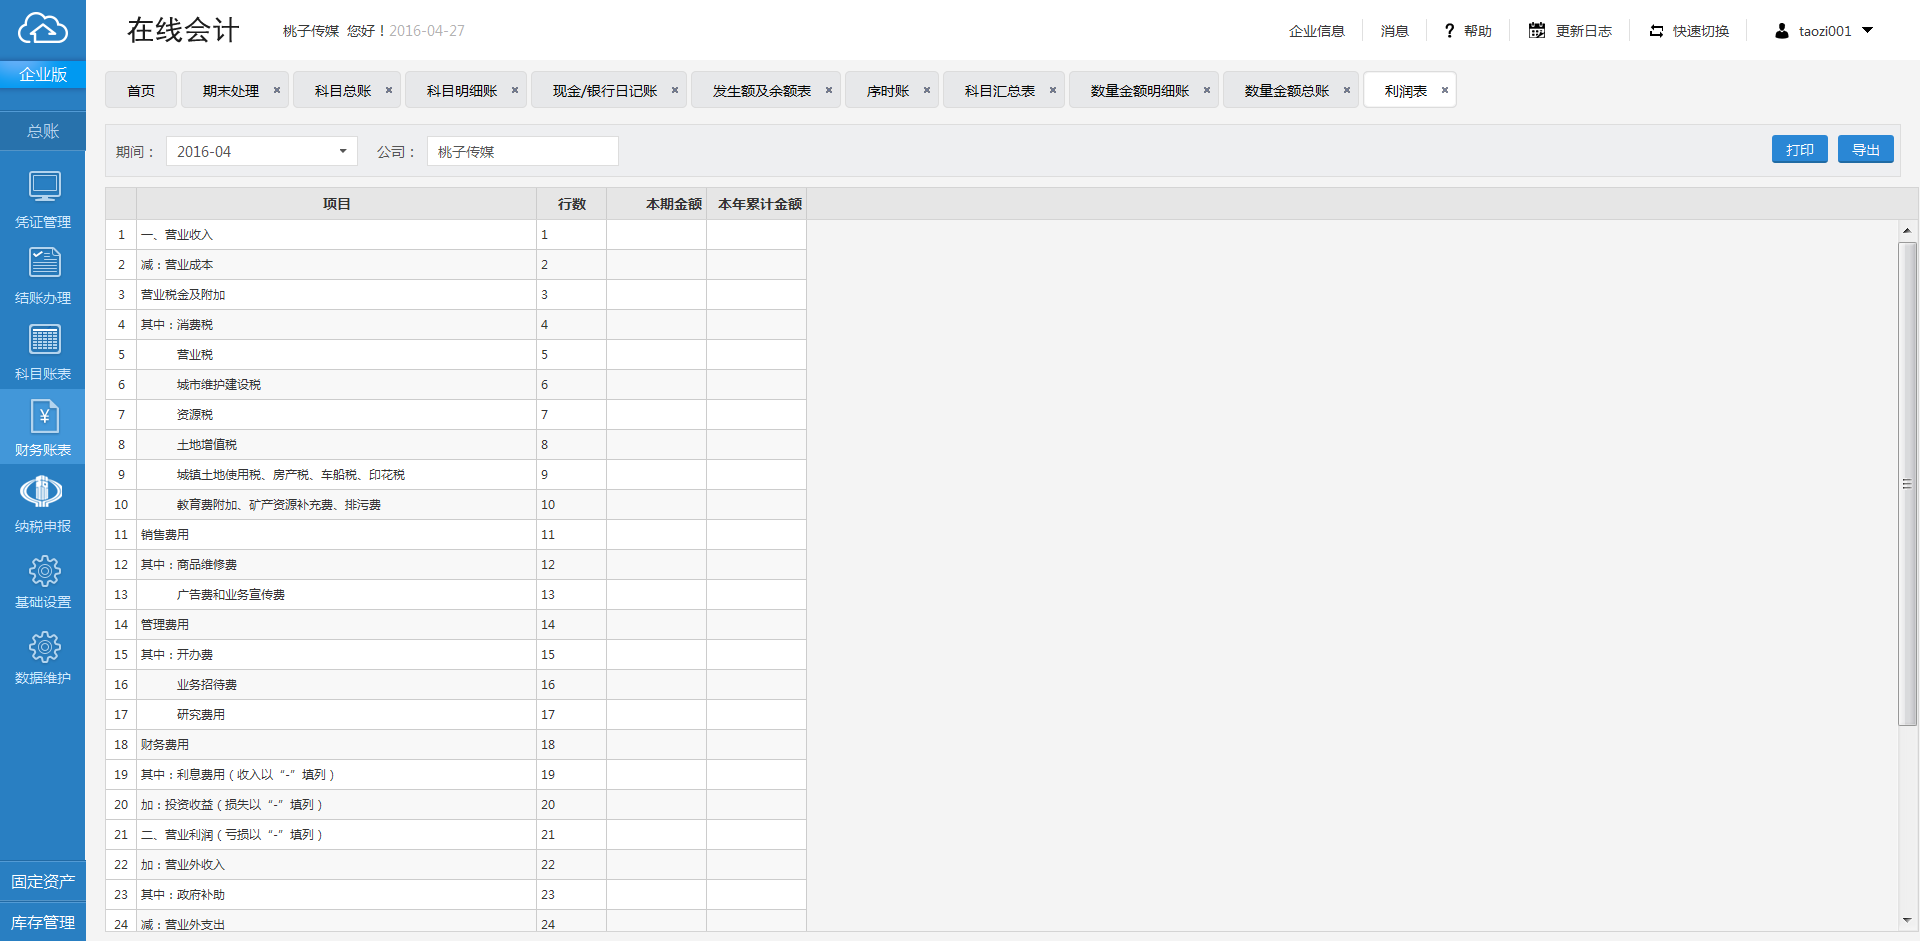 在线会计
桃子传媒 您好！2016-04-27
企业信息 消息 ? 帮助 更新日志 快速切换 taozi001
企业版
总账
凭证管理
结账办理
科目账表
财务账表
纳税申报
基础设置
数据维护
固定资产
库存管理
首页 期末处理 × 科目总账 × 科目明细账 × 现金/银行日记账 × 发生额及余额表 × 序时账 × 科目汇总表 × 数量金额明细账 × 数量金额总账 × 利润表 ×
期间： 2016-04 公司： 桃子传媒 打印 导出
项目 行数 本期金额 本年累计金额
1 一、营业收入 1
2 减：营业成本 2
3 营业税金及附加 3
4 其中：消费税 4
5 营业税 5
6 城市维护建设税 6
7 资源税 7
8 土地增值税 8
9 城镇土地使用税、房产税、车船税、印花税 9
10 教育费附加、矿产资源补充费、排污费 10
11 销售费用 11
12 其中：商品维修费 12
13 广告费和业务宣传费 13
14 管理费用 14
15 其中：开办费 15
16 业务招待费 16
17 研究费用 17
18 财务费用 18
19 其中：利息费用（收入以“-”填列） 19
20 加：投资收益（损失以“-”填列） 20
21 二、营业利润（亏损以“-”填列） 21
22 加：营业外收入 22
23 其中：政府补助 23
24 减：营业外支出 24